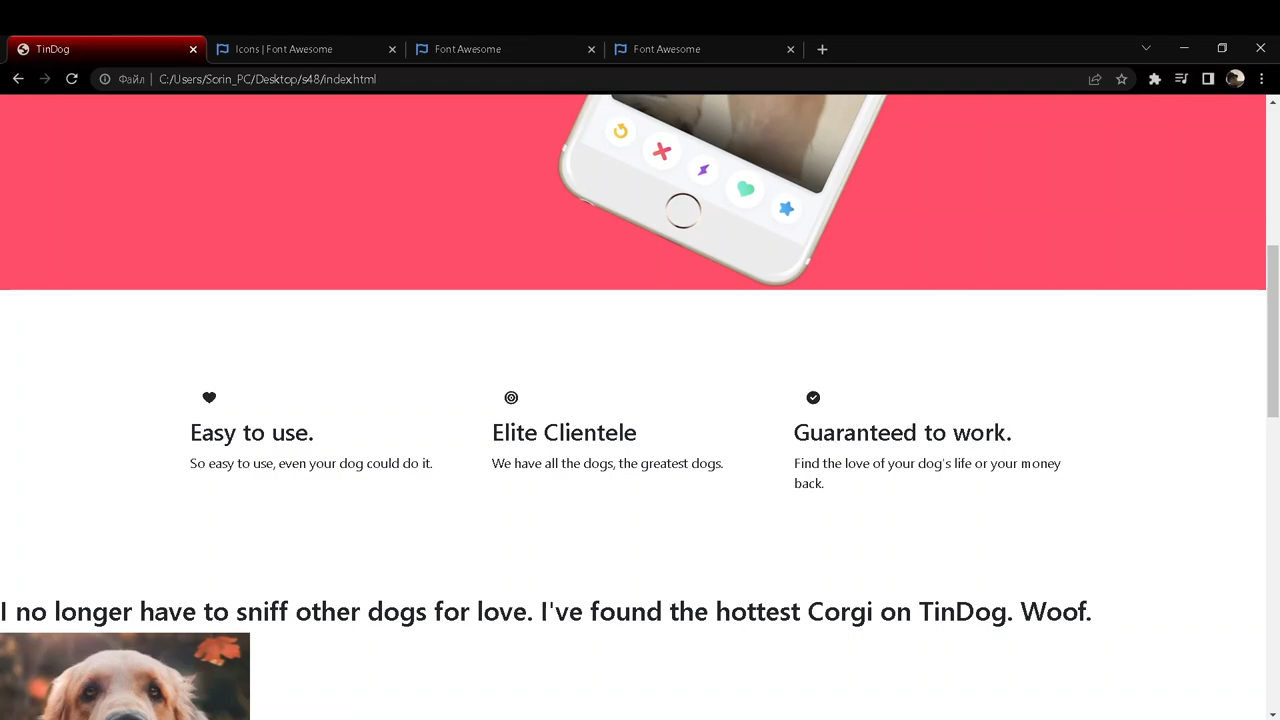 TinDog
Icons | Font Awesome
Font Awesome
Font Awesome
Файл
C:/Users/Sorin_PC/Desktop/s48/index.html
Easy to use.
So easy to use, even your dog could do it.
Elite Clientele
We have all the dogs, the greatest dogs.
Guaranteed to work.
Find the love of your dog's life or your money
back.
I no longer have to sniff other dogs for love. I've found the hottest Corgi on TinDog. Woof.